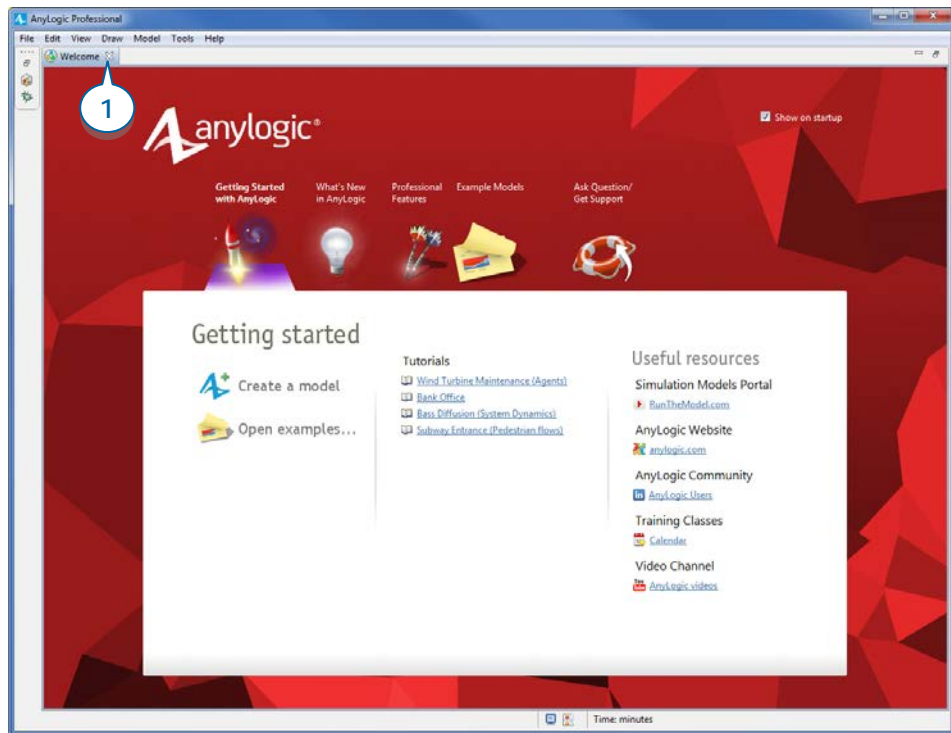 AnyLogic Professional
File Edit View Draw Model Tools Help
Welcome
1
anylogic®
Show on startup
Getting Started
with AnyLogic
What's New
in AnyLogic
Professional
Features
Example Models
Ask Question/
Get Support
Getting started
Create a model
Open examples...
Tutorials
Wind Turbine Maintenance (Agents)
Bank Office
Bass Diffusion (System Dynamics)
Subway Entrance (Pedestrian flows)
Useful resources
Simulation Models Portal
RunTheModel.com
AnyLogic Website
anylogic.com
AnyLogic Community
in AnyLogic Users
Training Classes
Calendar
Video Channel
AnyLogic videos
Time: minutes